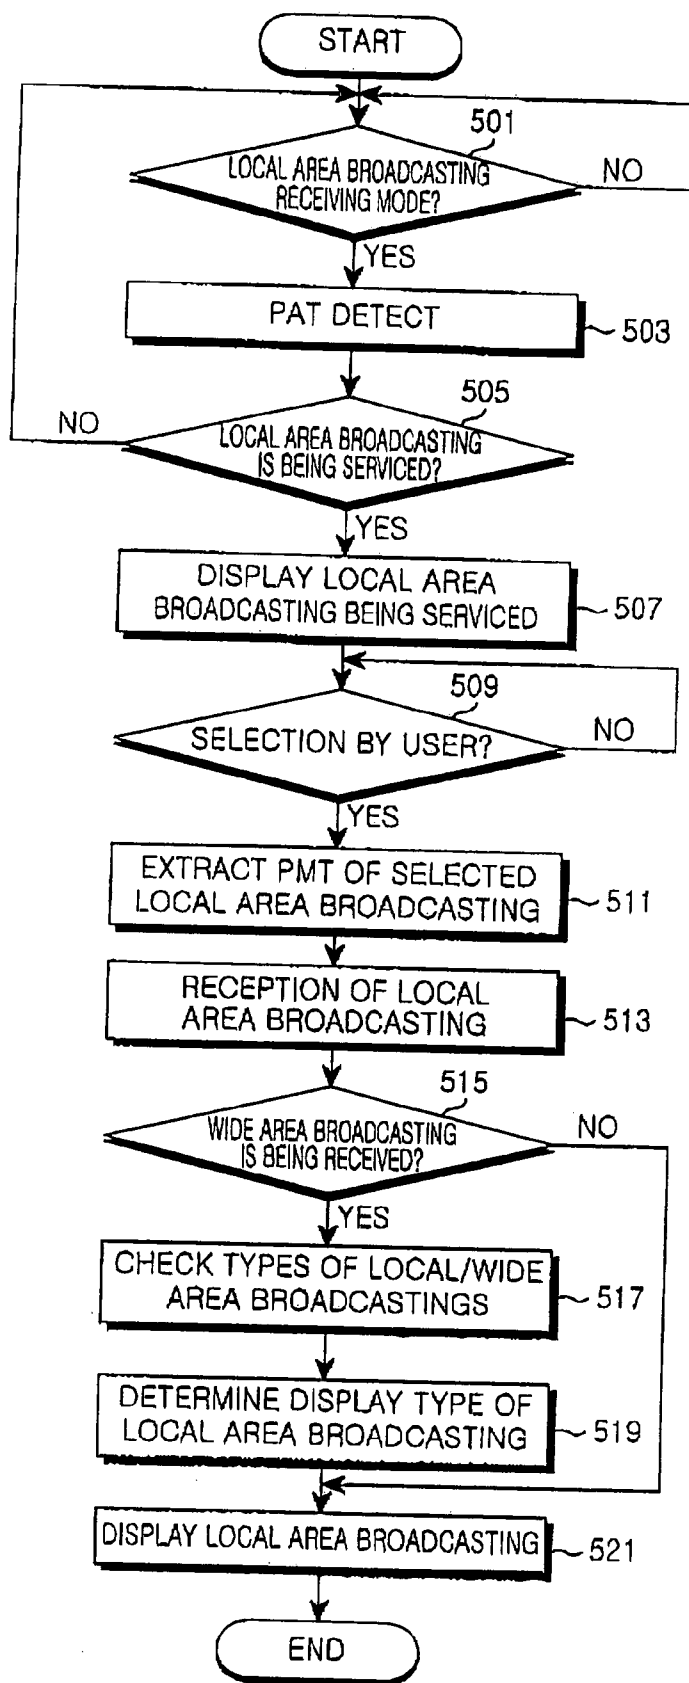 START
501
LOCAL AREA BROADCASTING
RECEIVING MODE?
NO
YES
PAT DETECT
503
505
NO
LOCAL AREA BROADCASTING
IS BEING SERVICED?
YES
DISPLAY LOCAL AREA
BROADCASTING BEING SERVICED
507
509
SELECTION BY USER?
NO
YES
EXTRACT PMT OF SELECTED
LOCAL AREA BROADCASTING
511
RECEPTION OF LOCAL
AREA BROADCASTING
513
515
WIDE AREA BROADCASTING
IS BEING RECEIVED?
NO
YES
CHECK TYPES OF LOCAL/WIDE
AREA BROADCASTINGS
517
DETERMINE DISPLAY TYPE OF
LOCAL AREA BROADCASTING
519
DISPLAY LOCAL AREA BROADCASTING
521
END